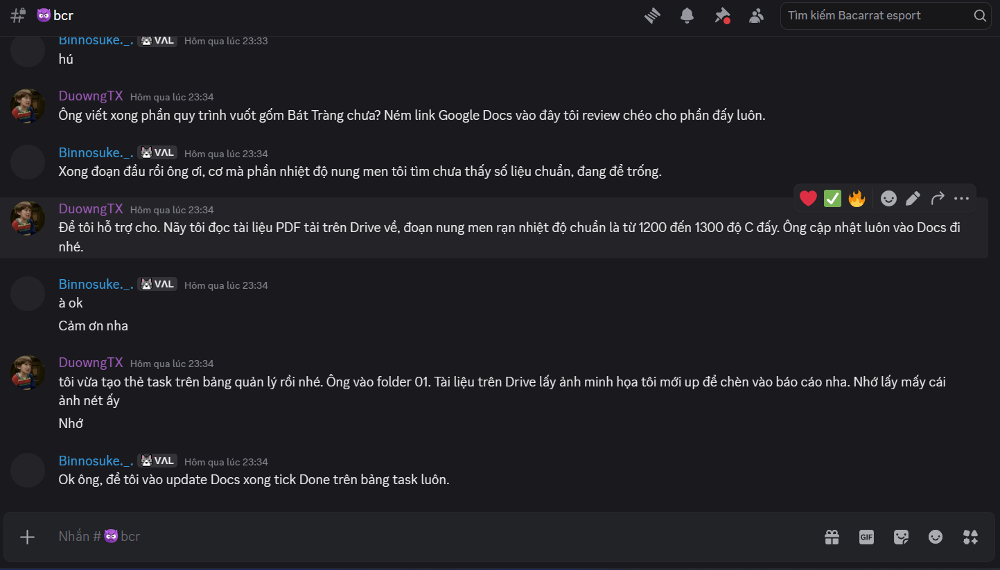 bcr
Tìm kiếm Bacarrat esport
Binnosuke._. VAL Hôm qua lúc 23:33
hú
DuowngTX Hôm qua lúc 23:34
Ông viết xong phần quy trình vuốt gốm Bát Tràng chưa? Ném link Google Docs vào đây tôi review chéo cho phần đấy luôn.
Binnosuke._. VAL Hôm qua lúc 23:34
Xong đoạn đầu rồi ông ơi, cơ mà phần nhiệt độ nung men tôi tìm chưa thấy số liệu chuẩn, đang để trống.
DuowngTX Hôm qua lúc 23:34
Để tôi hỗ trợ cho. Nãy tôi đọc tài liệu PDF tải trên Drive về, đoạn nung men rạn nhiệt độ chuẩn là từ 1200 đến 1300 độ C đấy. Ông cập nhật luôn vào Docs đi
nhé.
Binnosuke._. VAL Hôm qua lúc 23:34
à ok
Cảm ơn nha
DuowngTX Hôm qua lúc 23:34
tôi vừa tạo thẻ task trên bảng quản lý rồi nhé. Ông vào folder 01. Tài liệu trên Drive lấy ảnh minh họa tôi mới up để chèn vào báo cáo nha. Nhớ lấy mấy cái
ảnh nét ấy
Nhớ
Binnosuke._. VAL Hôm qua lúc 23:34
Ok ông, để tôi vào update Docs xong tick Done trên bảng task luôn.
Nhắn #😈bcr
GIF